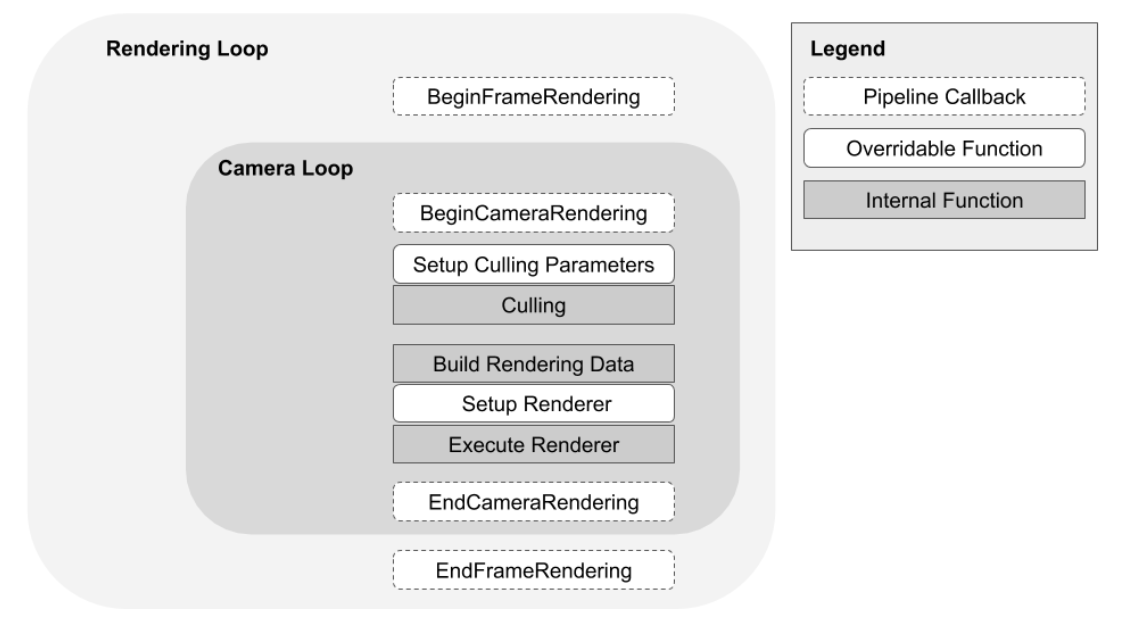 Rendering Loop
BeginFrameRendering
Camera Loop
BeginCameraRendering
Setup Culling Parameters
Culling
Build Rendering Data
Setup Renderer
Execute Renderer
EndCameraRendering
EndFrameRendering
Legend
Pipeline Callback
Overridable Function
Internal Function